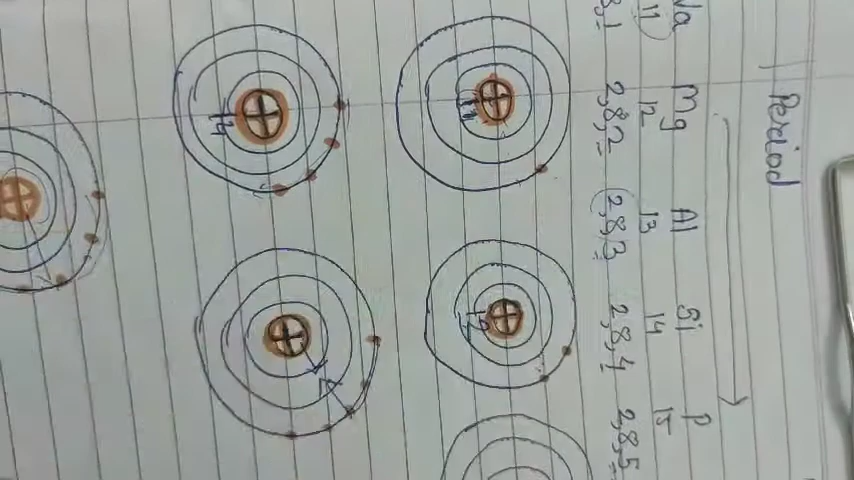 Period
Na Mg Al Si P
11 12 13 14 15
8,1 2,8,2 2,8,3 2,8,4 2,8,5
11 12
14